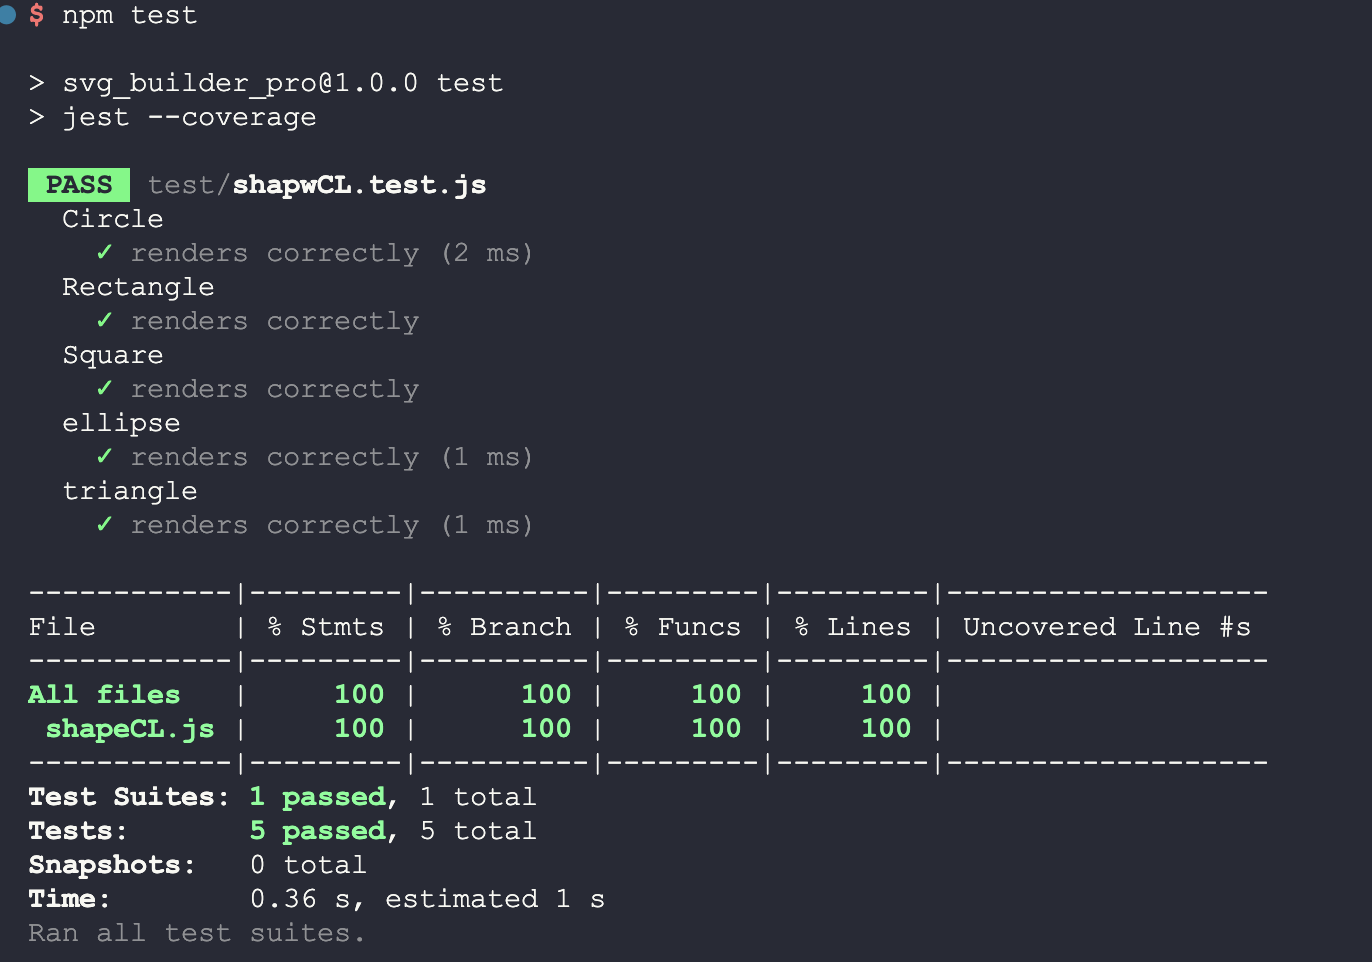 $ npm test
> svg_builder_pro@1.0.0 test
> jest --coverage
PASS test/shapwCL.test.js
Circle
✓ renders correctly (2 ms)
Rectangle
✓ renders correctly
Square
✓ renders correctly
ellipse
✓ renders correctly (1 ms)
triangle
✓ renders correctly (1 ms)
------------|---------|----------|---------|---------|-------------------
File | % Stmts | % Branch | % Funcs | % Lines | Uncovered Line #s
------------|---------|----------|---------|---------|-------------------
All files | 100 | 100 | 100 | 100 |
shapeCL.js | 100 | 100 | 100 | 100 |
------------|---------|----------|---------|---------|-------------------
Test Suites: 1 passed, 1 total
Tests: 5 passed, 5 total
Snapshots: 0 total
Time: 0.36 s, estimated 1 s
Ran all test suites.